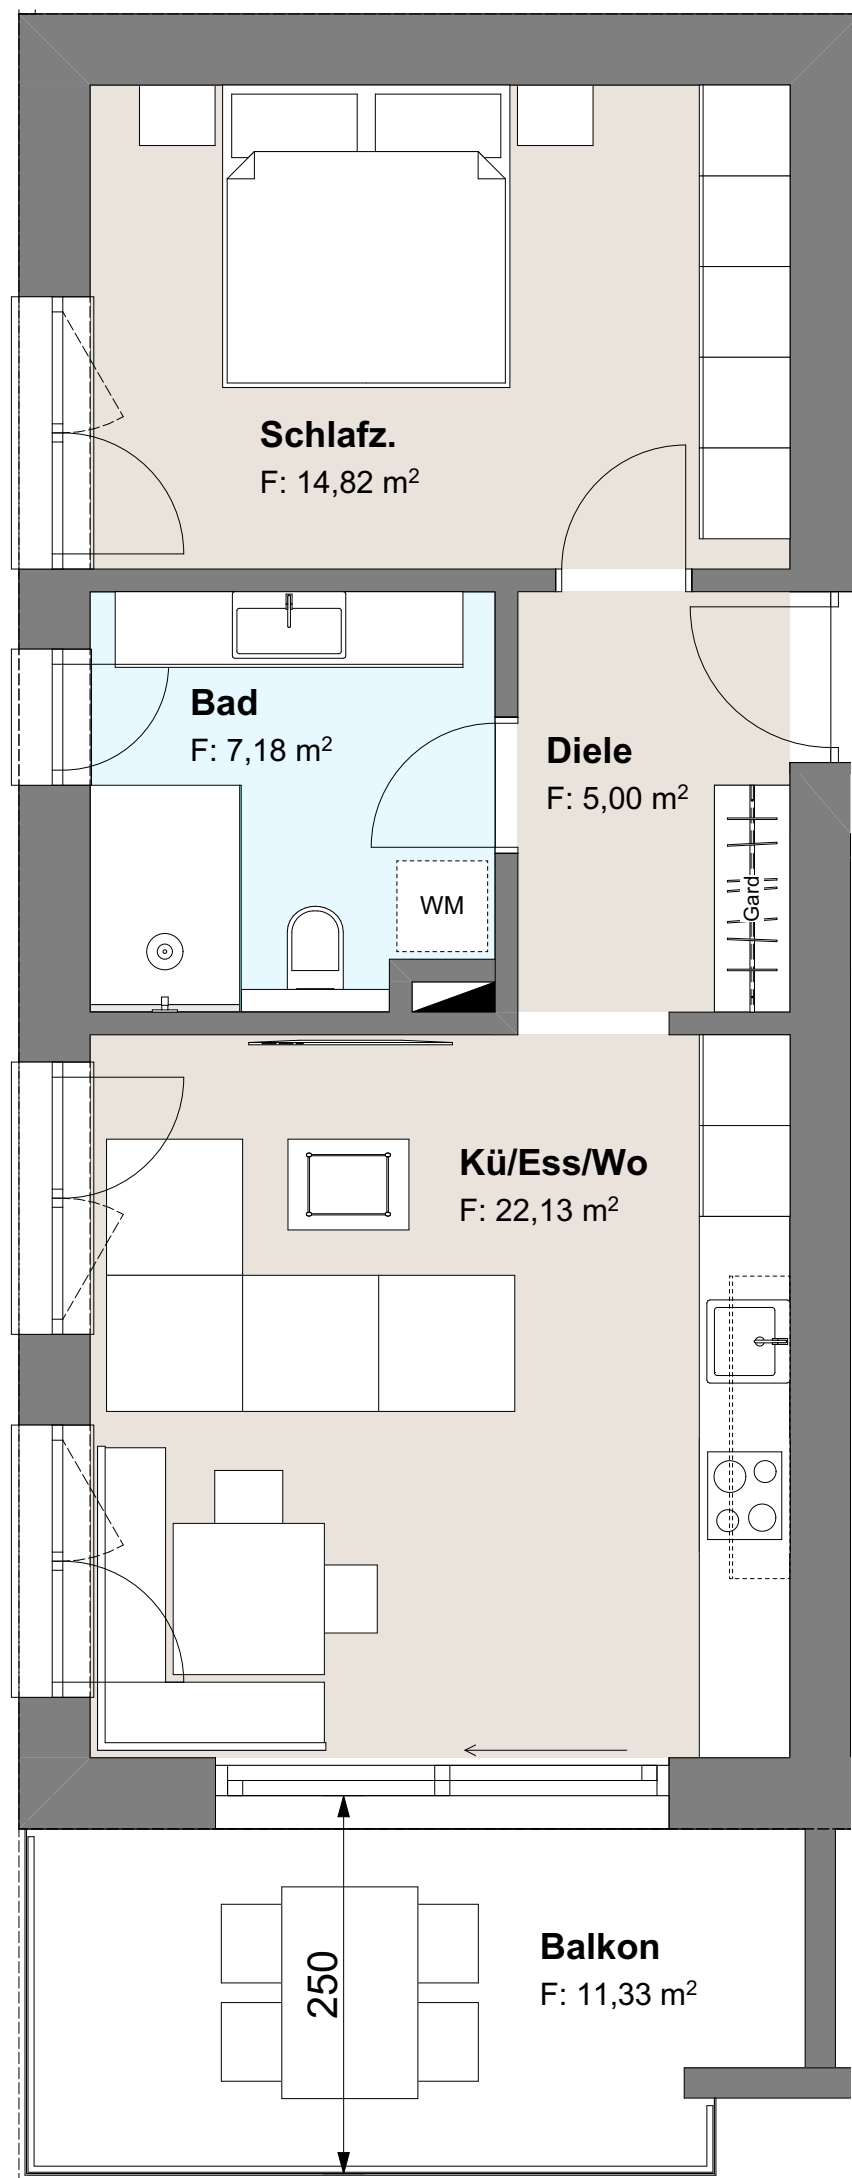 Schlafz.
F: 14,82 m²
Bad
F: 7,18 m²
Diele
F: 5,00 m²
WM
Gard
Kü/Ess/Wo
F: 22,13 m²
Balkon
F: 11,33 m²
250